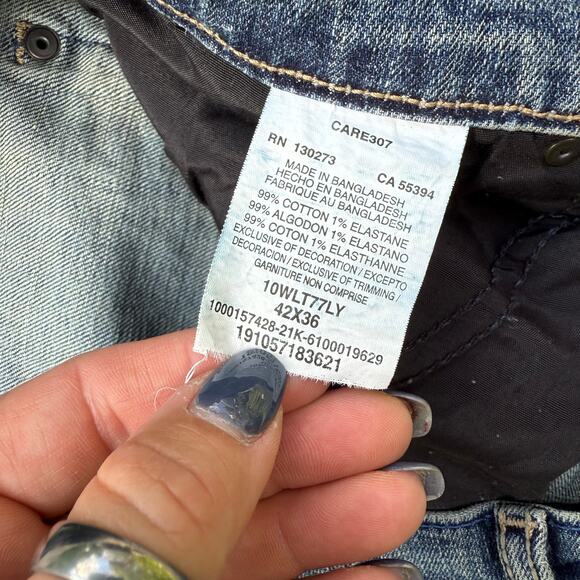 CARE307
RN 130273 CA 55394
MADE IN BANGLADESH
HECHO EN BANGLADESH
FABRIQUE AU BANGLADESH
99% COTTON 1% ELASTANE
99% ALGODON 1% ELASTANO
99% COTON 1% ELASTHANNE
EXCLUSIVE OF DECORATION / EXCEPTO
DECORACION / EXCLUSIVE OF TRIMMING /
GARNITURE NON COMPRISE
10WLT77LY
42X36
1000157428-21K-6100019629
191057183621